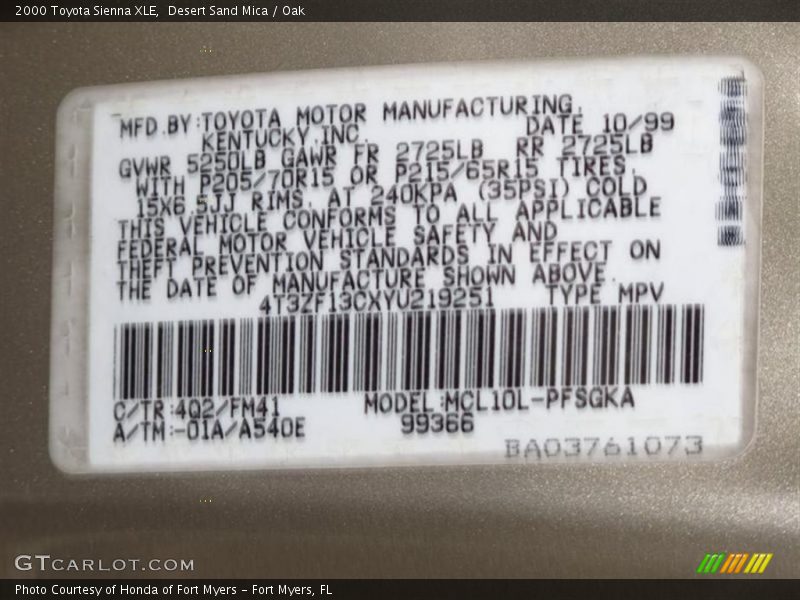 2000 Toyota Sienna XLE,  Desert Sand Mica / Oak
MFD.BY:TOYOTA MOTOR MANUFACTURING,
KENTUCKY,INC. DATE 10/99
GVWR 5250LB GAWR FR 2725LB RR 2725LB
WITH P205/70R15 OR P215/65R15 TIRES,
15X6.5JJ RIMS, AT 240KPA (35PSI) COLD
THIS VEHICLE CONFORMS TO ALL APPLICABLE
FEDERAL MOTOR VEHICLE SAFETY AND
THEFT PREVENTION STANDARDS IN EFFECT ON
THE DATE OF MANUFACTURE SHOWN ABOVE.
4T3ZF13CXYU219251 TYPE MPV
C/TR:4Q2/FM41 MODEL:MCL10L-PFSGKA
A/TM:-01A/A540E 99366
BA03761073
GTCARLOT.COM
Photo Courtesy of Honda of Fort Myers – Fort Myers, FL